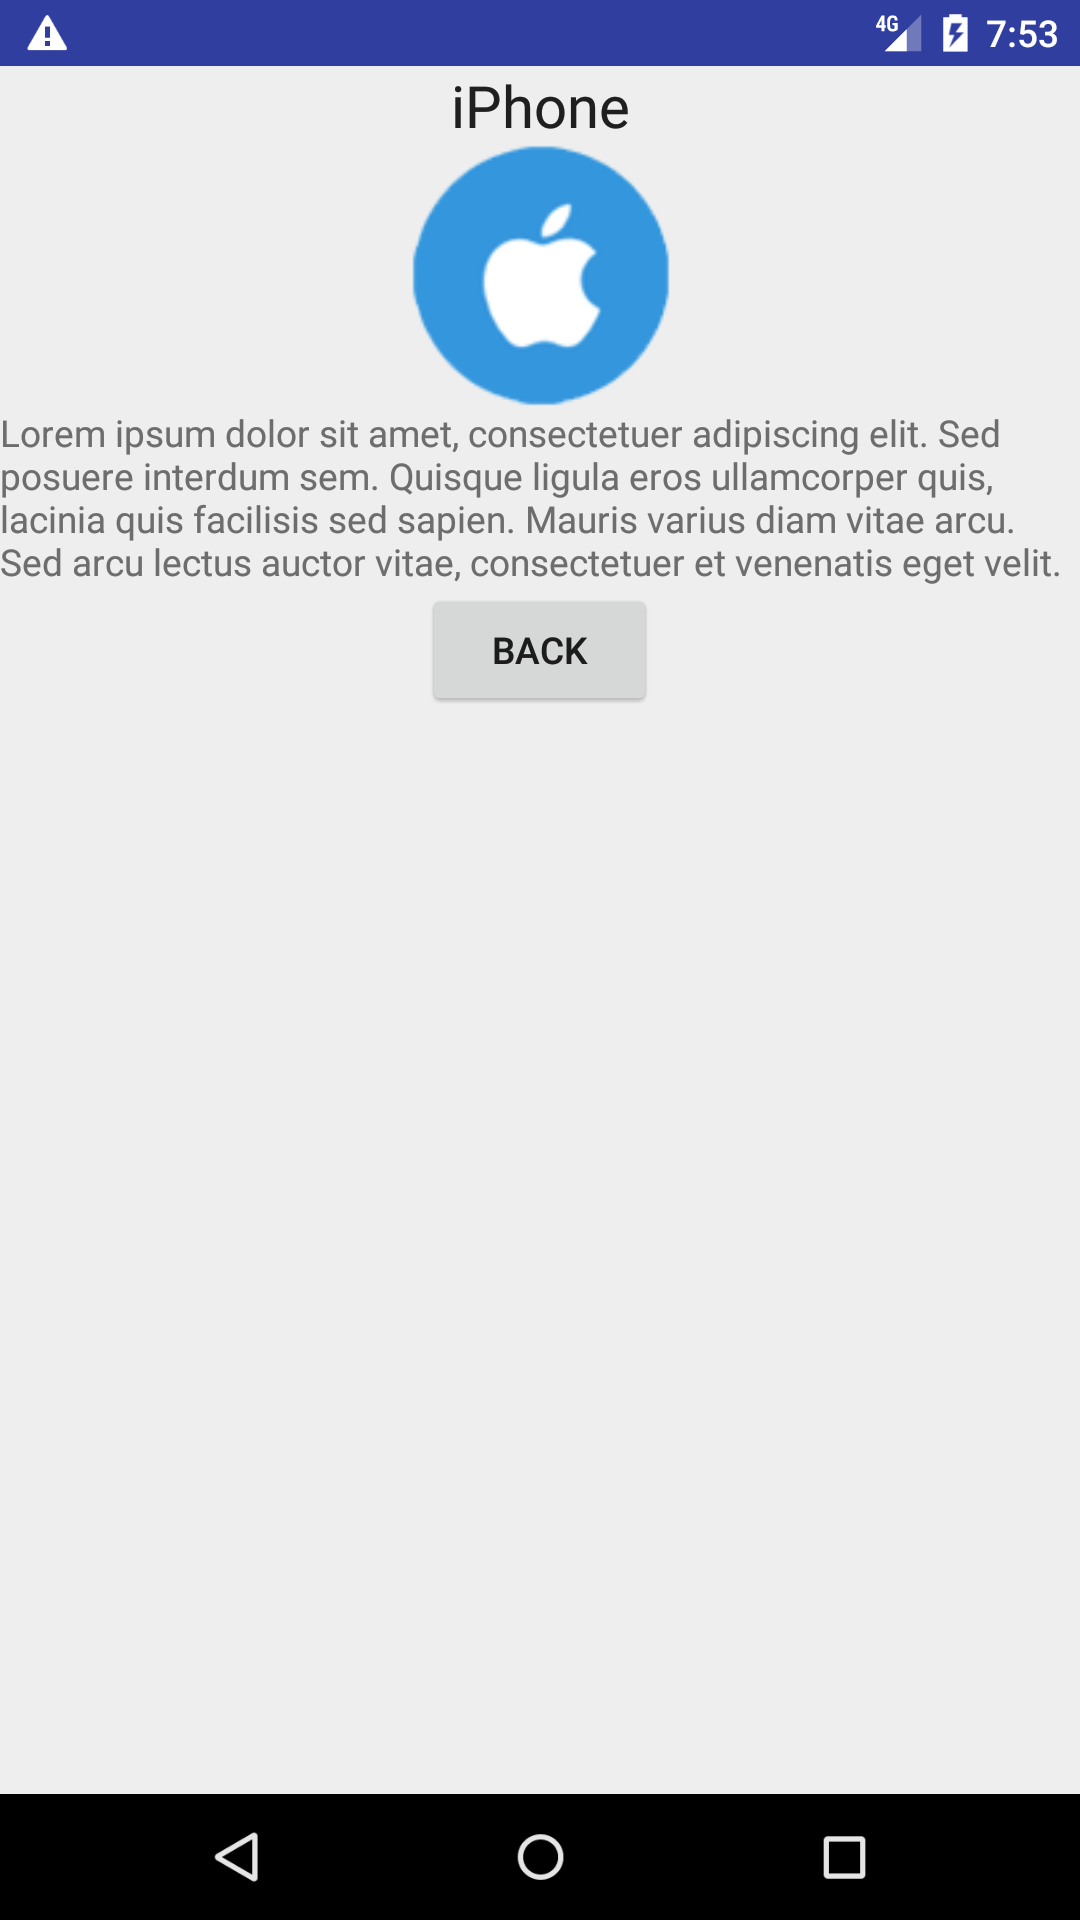 4G 7:53
iPhone
Lorem ipsum dolor sit amet, consectetuer adipiscing elit. Sed
posuere interdum sem. Quisque ligula eros ullamcorper quis,
lacinia quis facilisis sed sapien. Mauris varius diam vitae arcu.
Sed arcu lectus auctor vitae, consectetuer et venenatis eget velit.
BACK